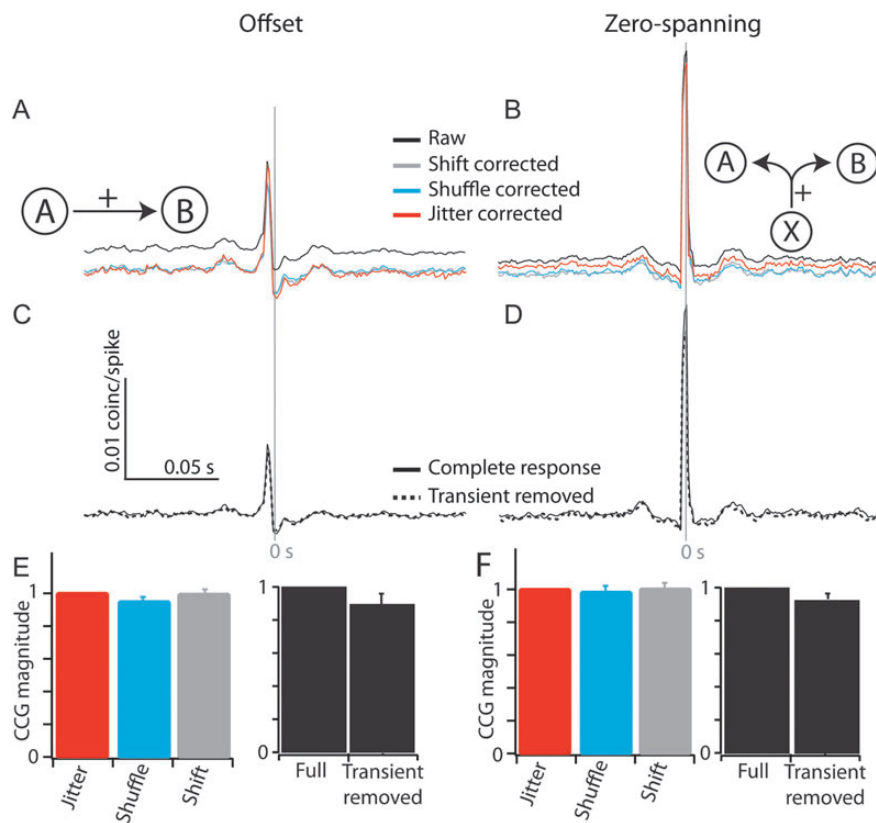 Offset
Zero-spanning
A
B
Raw
Shift corrected
Shuffle corrected
Jitter corrected
A
+
B
A
B
+
X
C
D
0.01 coinc/spike
0.05 s
Complete response
Transient removed
0 s
0 s
E
F
CCG magnitude
1
0
Jitter
Shuffle
Shift
1
0
Full
Transient
removed
CCG magnitude
1
0
Jitter
Shuffle
Shift
1
0
Full
Transient
removed